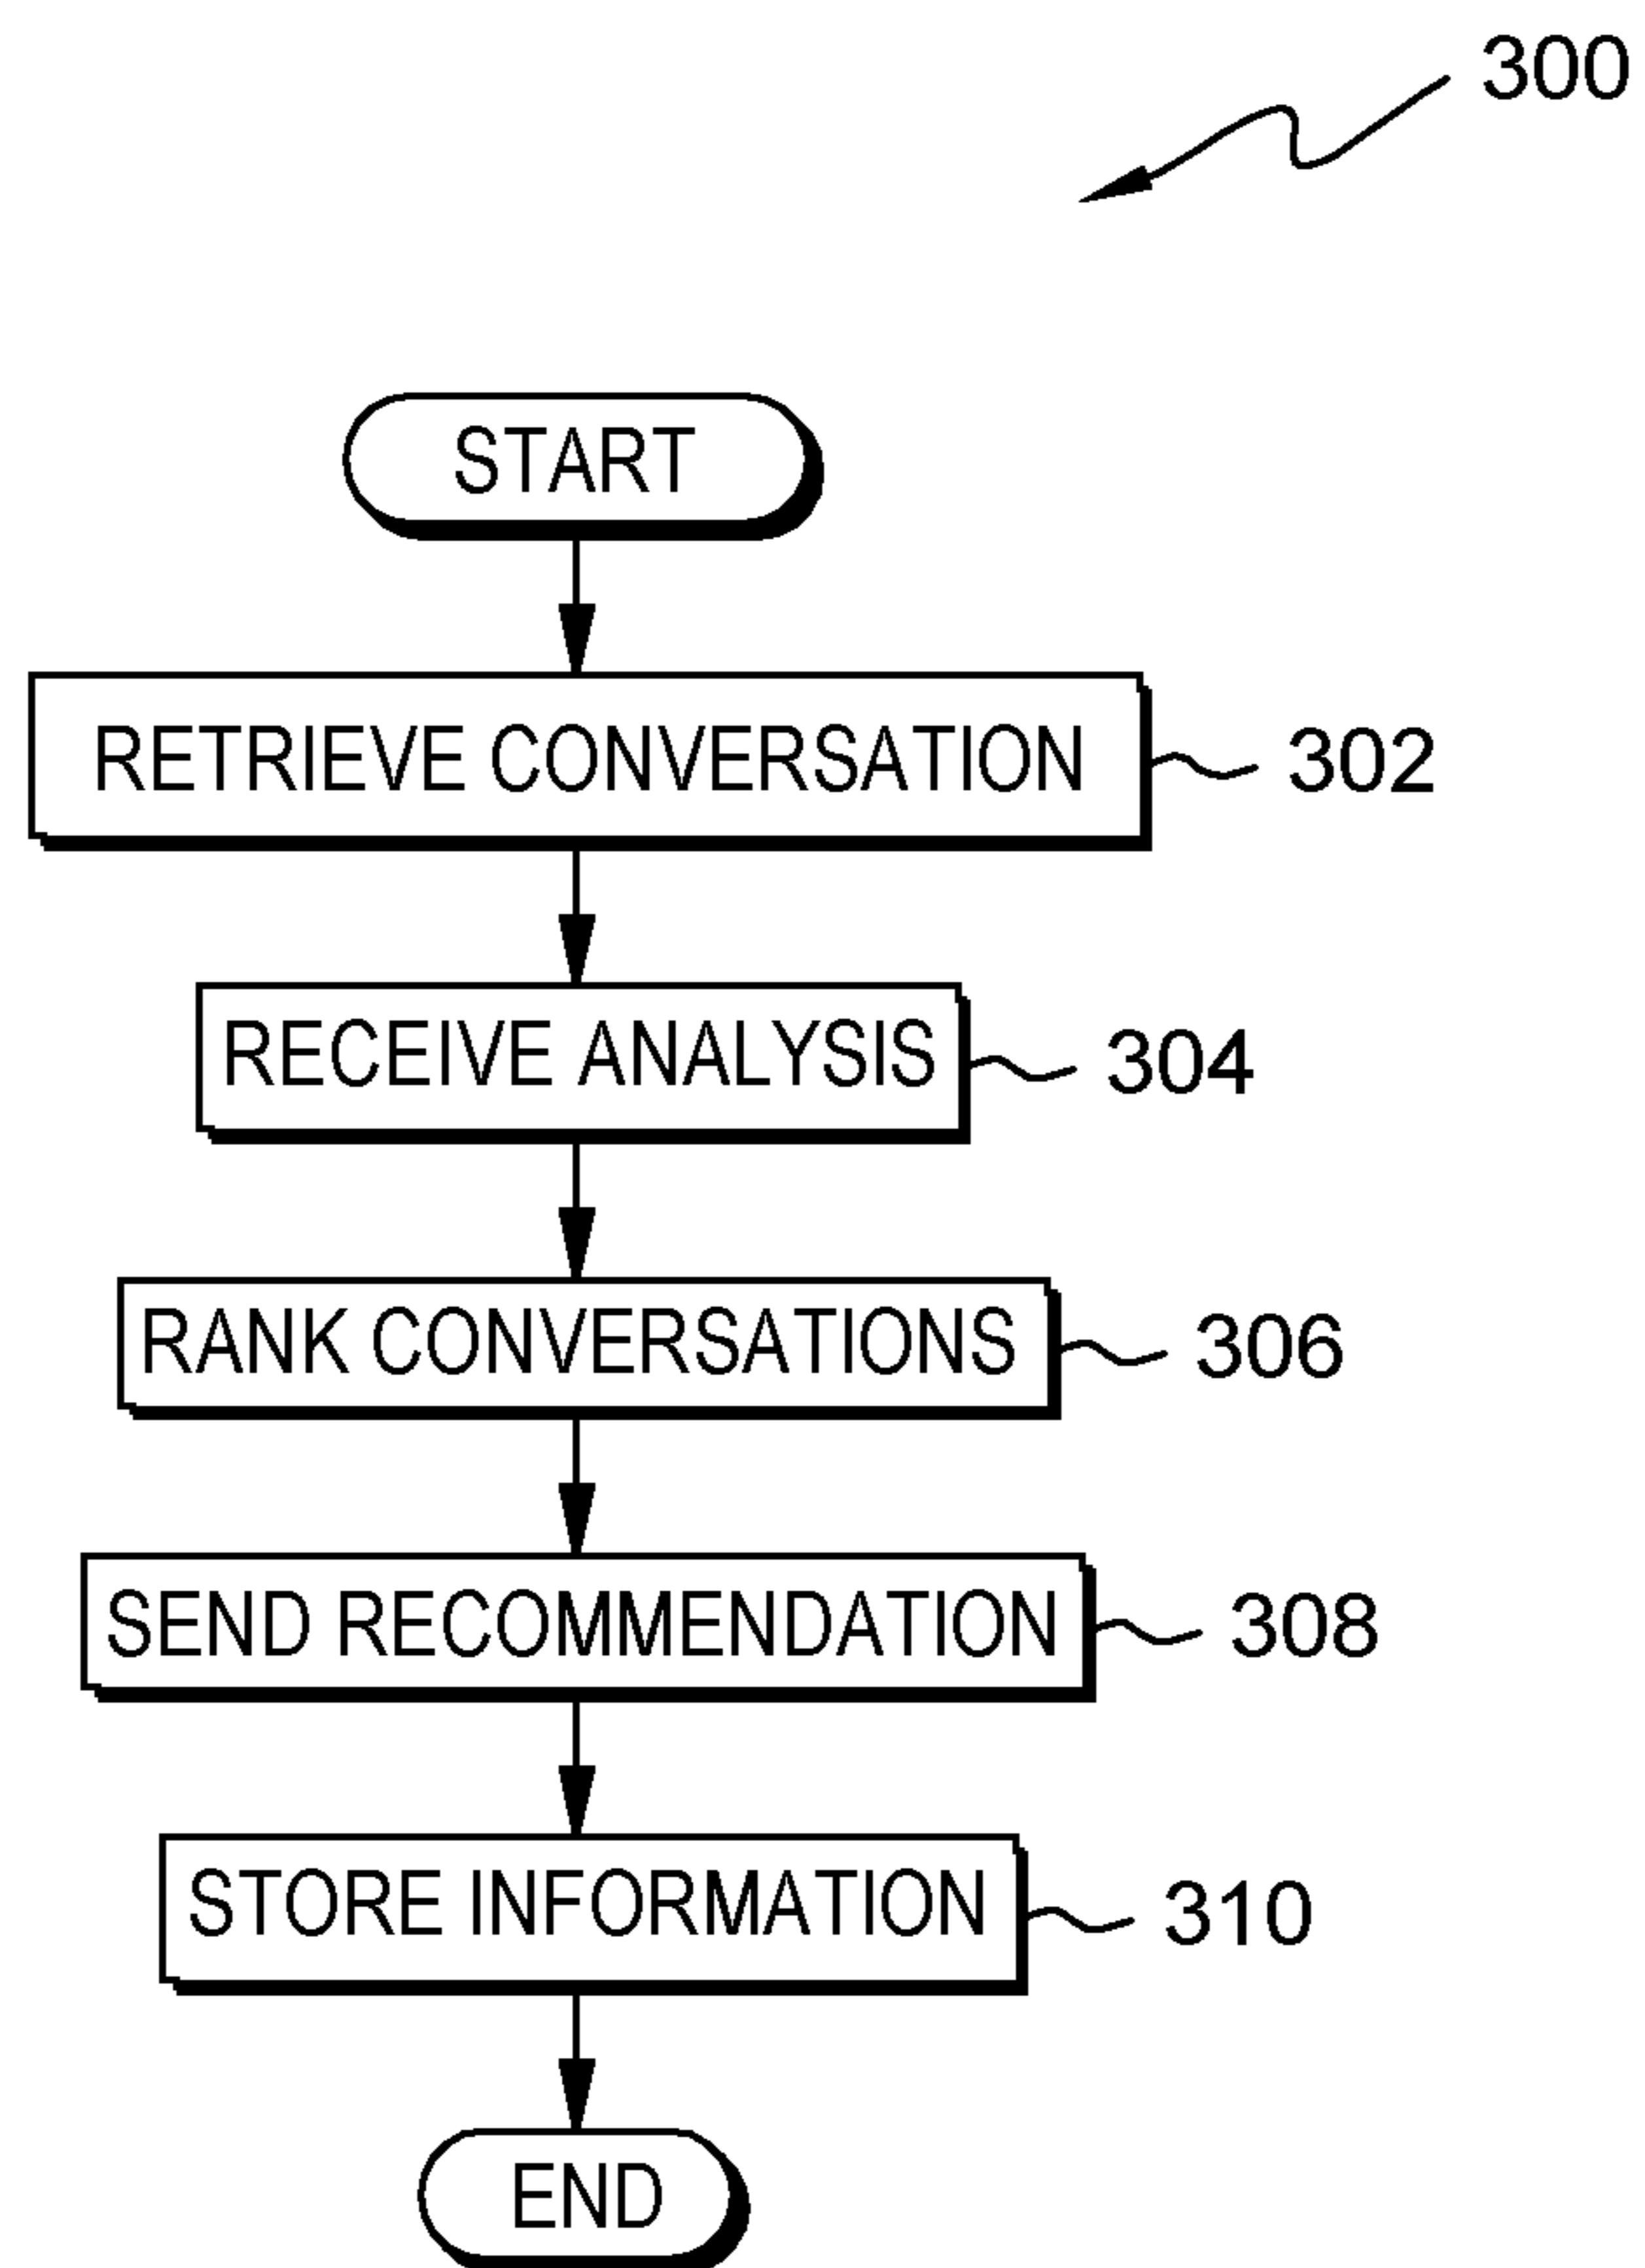 300
START
RETRIEVE CONVERSATION
302
RECEIVE ANALYSIS
304
RANK CONVERSATIONS
306
SEND RECOMMENDATION
308
STORE INFORMATION
310
END